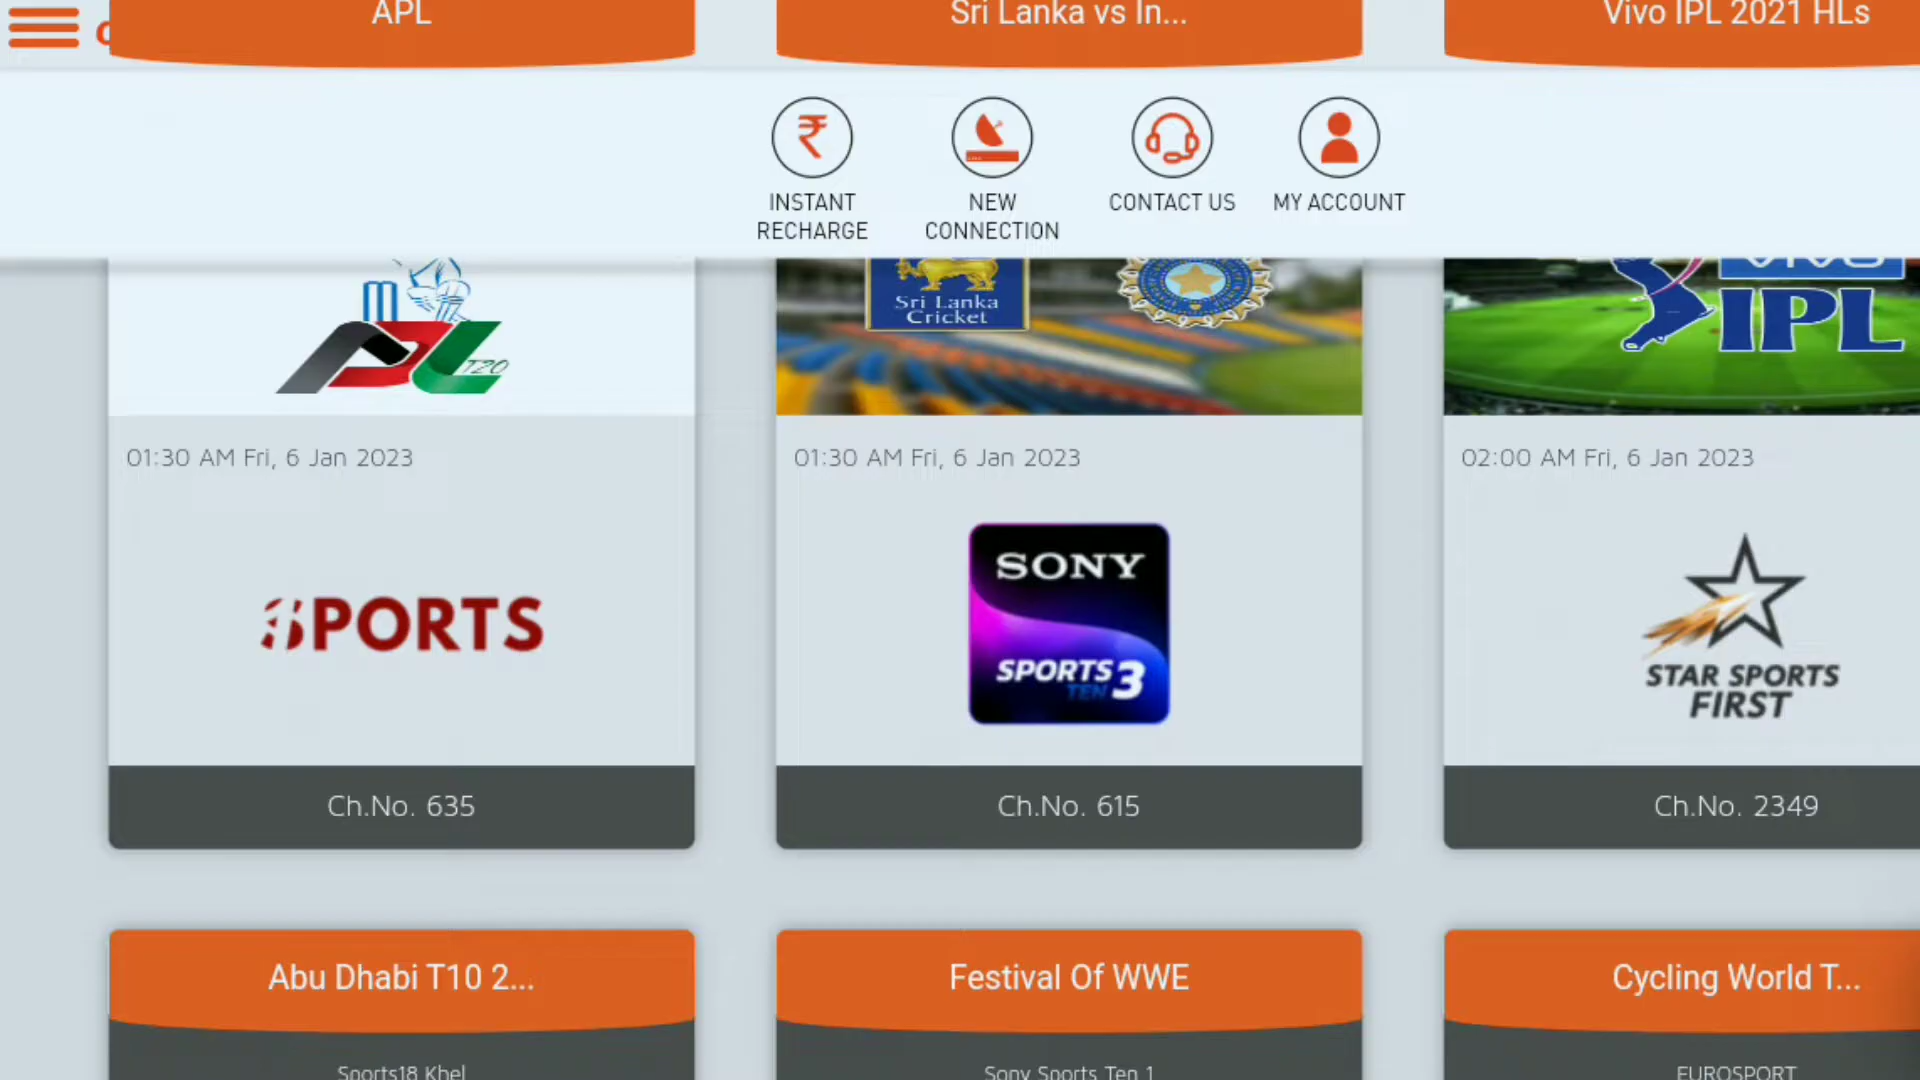 APL
Sri Lanka vs In...
Vivo IPL 2021 HLs
INSTANT
RECHARGE
NEW
CONNECTION
CONTACT US
MY ACCOUNT
APL
T20
Sri Lanka
Cricket
VIVO
IPL
01:30 AM Fri, 6 Jan 2023
01:30 AM Fri, 6 Jan 2023
02:00 AM Fri, 6 Jan 2023
SPORTS
SONY
SPORTS
TEN 3
STAR SPORTS
FIRST
Ch.No. 635
Ch.No. 615
Ch.No. 2349
Abu Dhabi T10 2...
Festival Of WWE
Cycling World T...
Sports18 Khel
Sony Sports Ten 1
EUROSPORT